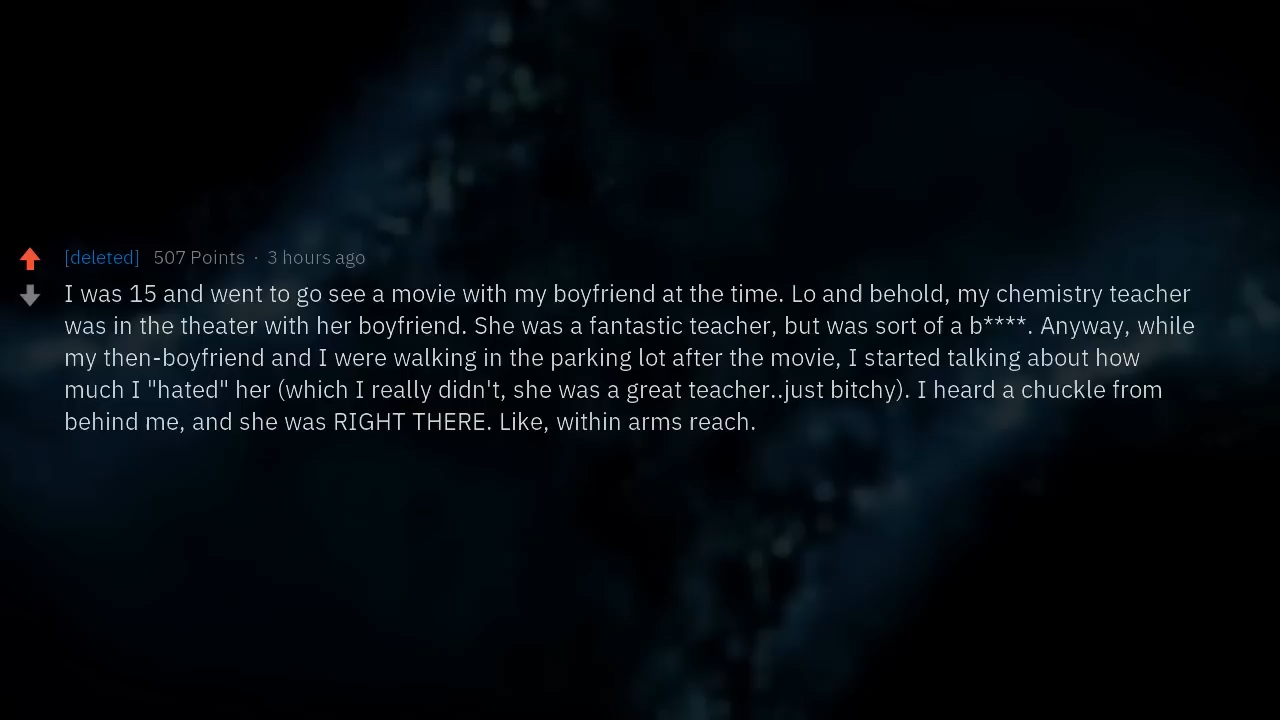 [deleted] 507 Points · 3 hours ago
I was 15 and went to go see a movie with my boyfriend at the time. Lo and behold, my chemistry teacher
was in the theater with her boyfriend. She was a fantastic teacher, but was sort of a b****. Anyway, while
my then-boyfriend and I were walking in the parking lot after the movie, I started talking about how
much I "hated" her (which I really didn't, she was a great teacher..just bitchy). I heard a chuckle from
behind me, and she was RIGHT THERE. Like, within arms reach.